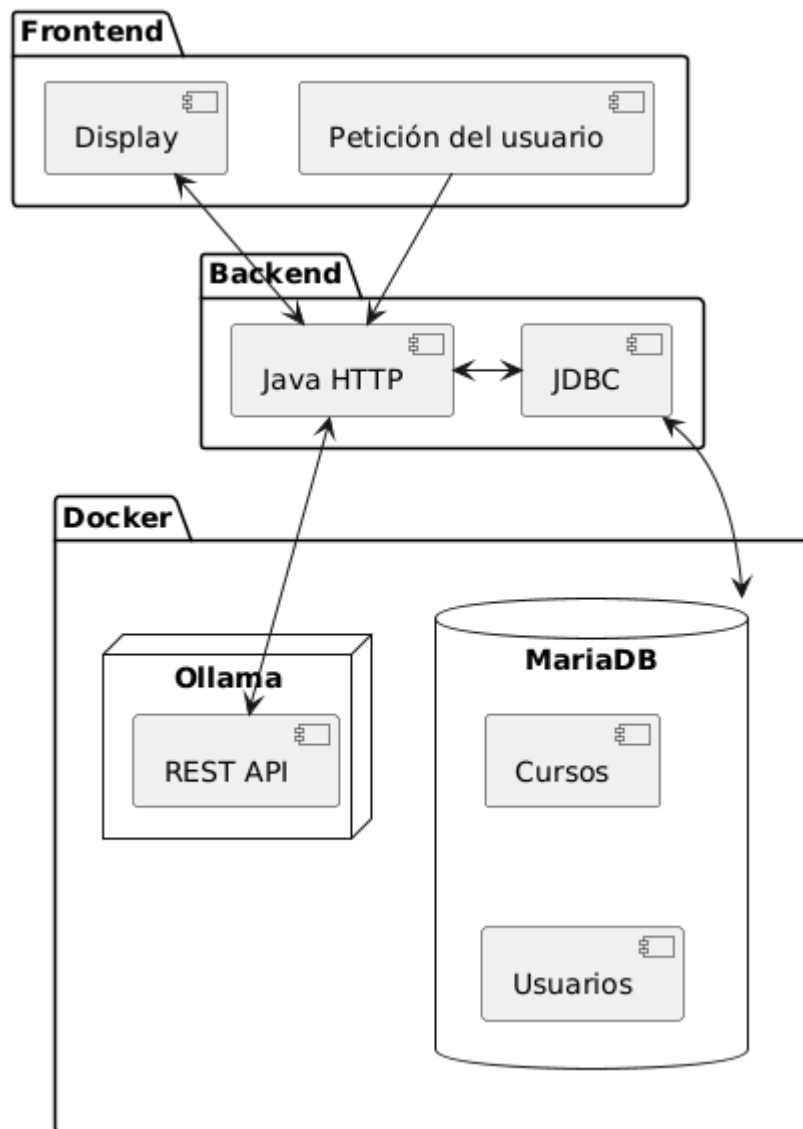 Frontend
Display
Petición del usuario
Backend
Java HTTP
JDBC
Docker
Ollama
REST API
MariaDB
Cursos
Usuarios